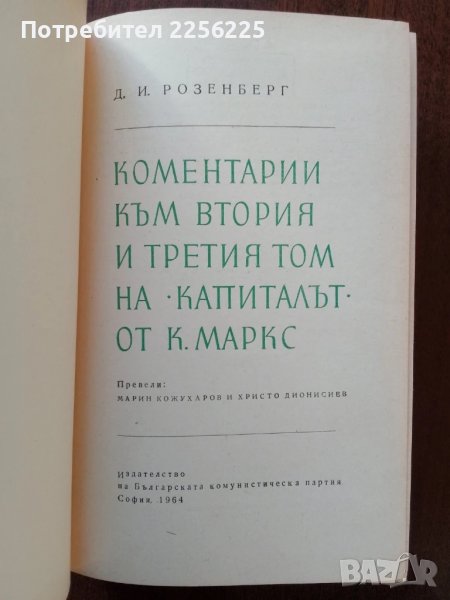 Потребител 2256225
Д. И. РОЗЕНБЕРГ
КОМЕНТАРИИ
КЪМ ВТОРИЯ
И ТРЕТИЯ ТОМ
НА ·КАПИТАЛЪТ·
ОТ К. МАРКС
Превели:
МАРИН КОЖУХАРОВ И ХРИСТО ДИОНИСИЕВ
Издателство
на Българската комунистическа партия
София, 1964
BAZAR